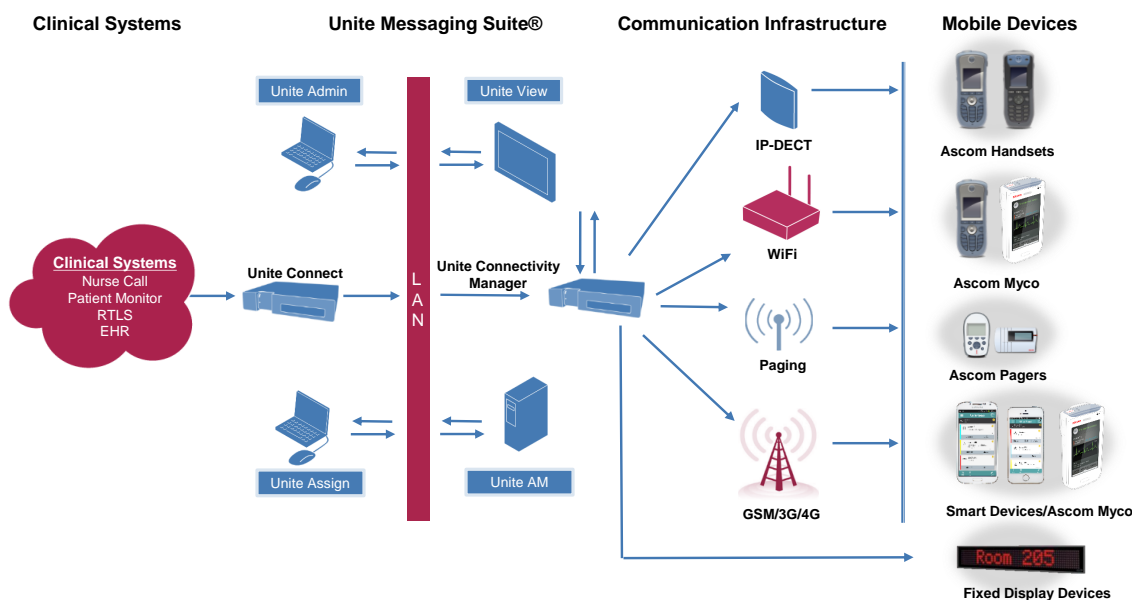 Clinical Systems
Unite Messaging Suite®
Communication Infrastructure
Mobile Devices
Unite Admin
Unite View
IP-DECT
Ascom Handsets
WiFi
Ascom Myco
Clinical Systems
Nurse Call
Patient Monitor
RTLS
EHR
Unite Connect
L
A
N
Unite Connectivity
Manager
Paging
Ascom Pagers
Unite Assign
Unite AM
GSM/3G/4G
Smart Devices/Ascom Myco
Room 205
Fixed Display Devices